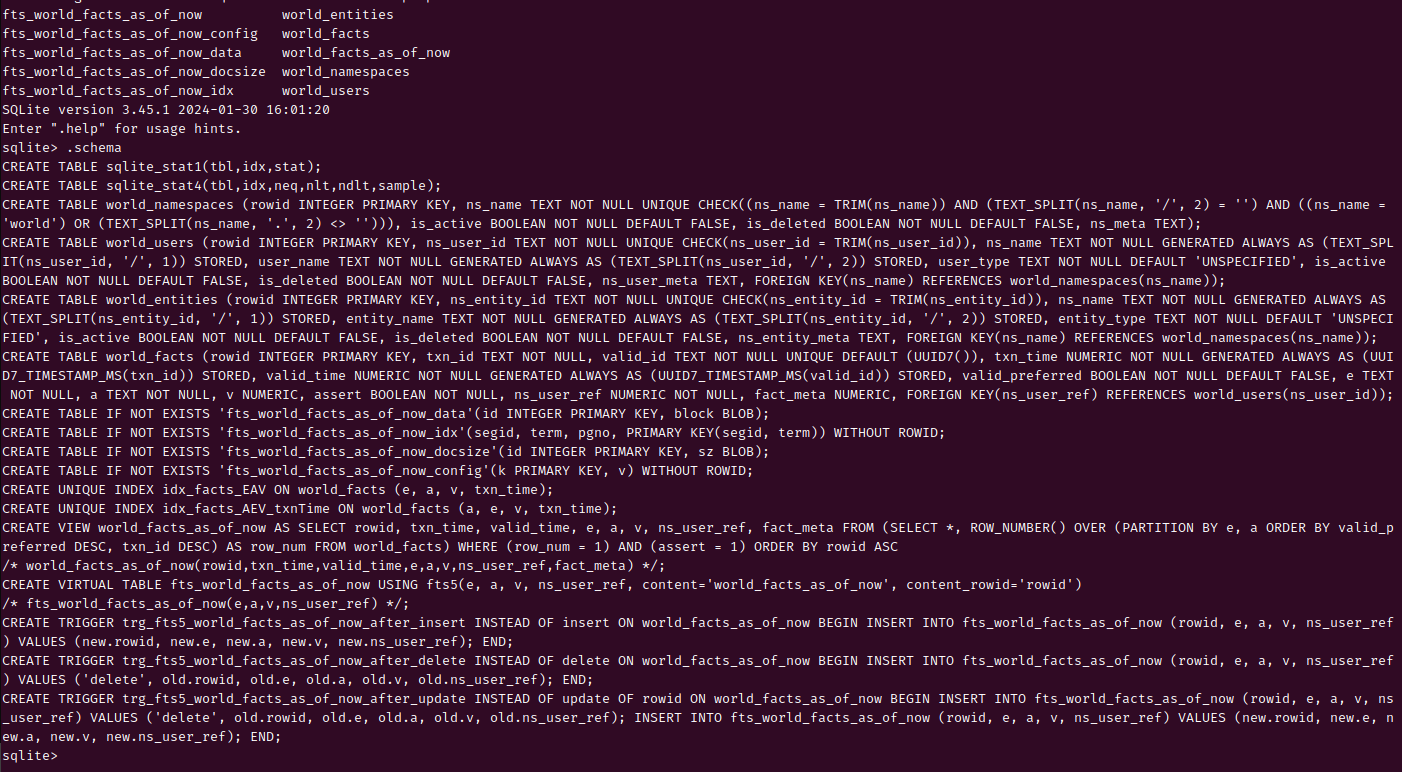 fts_world_facts_as_of_now          world_entities
fts_world_facts_as_of_now_config   world_facts
fts_world_facts_as_of_now_data     world_facts_as_of_now
fts_world_facts_as_of_now_docsize  world_namespaces
fts_world_facts_as_of_now_idx      world_users
SQLite version 3.45.1 2024-01-30 16:01:20
Enter ".help" for usage hints.
sqlite> .schema
CREATE TABLE sqlite_stat1(tbl,idx,stat);
CREATE TABLE sqlite_stat4(tbl,idx,neq,nlt,ndlt,sample);
CREATE TABLE world_namespaces (rowid INTEGER PRIMARY KEY, ns_name TEXT NOT NULL UNIQUE CHECK((ns_name = TRIM(ns_name)) AND (TEXT_SPLIT(ns_name, '/', 2) = '') AND ((ns_name =
'world') OR (TEXT_SPLIT(ns_name, '.', 2) <> ''))), is_active BOOLEAN NOT NULL DEFAULT FALSE, is_deleted BOOLEAN NOT NULL DEFAULT FALSE, ns_meta TEXT);
CREATE TABLE world_users (rowid INTEGER PRIMARY KEY, ns_user_id TEXT NOT NULL UNIQUE CHECK(ns_user_id = TRIM(ns_user_id)), ns_name TEXT NOT NULL GENERATED ALWAYS AS (TEXT_SPL
IT(ns_user_id, '/', 1)) STORED, user_name TEXT NOT NULL GENERATED ALWAYS AS (TEXT_SPLIT(ns_user_id, '/', 2)) STORED, user_type TEXT NOT NULL DEFAULT 'UNSPECIFIED', is_active
BOOLEAN NOT NULL DEFAULT FALSE, is_deleted BOOLEAN NOT NULL DEFAULT FALSE, ns_user_meta TEXT, FOREIGN KEY(ns_name) REFERENCES world_namespaces(ns_name));
CREATE TABLE world_entities (rowid INTEGER PRIMARY KEY, ns_entity_id TEXT NOT NULL UNIQUE CHECK(ns_entity_id = TRIM(ns_entity_id)), ns_name TEXT NOT NULL GENERATED ALWAYS AS
(TEXT_SPLIT(ns_entity_id, '/', 1)) STORED, entity_name TEXT NOT NULL GENERATED ALWAYS AS (TEXT_SPLIT(ns_entity_id, '/', 2)) STORED, entity_type TEXT NOT NULL DEFAULT 'UNSPECI
FIED', is_active BOOLEAN NOT NULL DEFAULT FALSE, is_deleted BOOLEAN NOT NULL DEFAULT FALSE, ns_entity_meta TEXT, FOREIGN KEY(ns_name) REFERENCES world_namespaces(ns_name));
CREATE TABLE world_facts (rowid INTEGER PRIMARY KEY, txn_id TEXT NOT NULL, valid_id TEXT NOT NULL UNIQUE DEFAULT (UUID7()), txn_time NUMERIC NOT NULL GENERATED ALWAYS AS (UUI
D7_TIMESTAMP_MS(txn_id)) STORED, valid_time NUMERIC NOT NULL GENERATED ALWAYS AS (UUID7_TIMESTAMP_MS(valid_id)) STORED, valid_preferred BOOLEAN NOT NULL DEFAULT FALSE, e TEXT
 NOT NULL, a TEXT NOT NULL, v NUMERIC, assert BOOLEAN NOT NULL, ns_user_ref NUMERIC NOT NULL, fact_meta NUMERIC, FOREIGN KEY(ns_user_ref) REFERENCES world_users(ns_user_id));
CREATE TABLE IF NOT EXISTS 'fts_world_facts_as_of_now_data'(id INTEGER PRIMARY KEY, block BLOB);
CREATE TABLE IF NOT EXISTS 'fts_world_facts_as_of_now_idx'(segid, term, pgno, PRIMARY KEY(segid, term)) WITHOUT ROWID;
CREATE TABLE IF NOT EXISTS 'fts_world_facts_as_of_now_docsize'(id INTEGER PRIMARY KEY, sz BLOB);
CREATE TABLE IF NOT EXISTS 'fts_world_facts_as_of_now_config'(k PRIMARY KEY, v) WITHOUT ROWID;
CREATE UNIQUE INDEX idx_facts_EAV ON world_facts (e, a, v, txn_time);
CREATE UNIQUE INDEX idx_facts_AEV_txnTime ON world_facts (a, e, v, txn_time);
CREATE VIEW world_facts_as_of_now AS SELECT rowid, txn_time, valid_time, e, a, v, ns_user_ref, fact_meta FROM (SELECT *, ROW_NUMBER() OVER (PARTITION BY e, a ORDER BY valid_p
referred DESC, txn_id DESC) AS row_num FROM world_facts) WHERE (row_num = 1) AND (assert = 1) ORDER BY rowid ASC
/* world_facts_as_of_now(rowid,txn_time,valid_time,e,a,v,ns_user_ref,fact_meta) */;
CREATE VIRTUAL TABLE fts_world_facts_as_of_now USING fts5(e, a, v, ns_user_ref, content='world_facts_as_of_now', content_rowid='rowid')
/* fts_world_facts_as_of_now(e,a,v,ns_user_ref) */;
CREATE TRIGGER trg_fts5_world_facts_as_of_now_after_insert INSTEAD OF insert ON world_facts_as_of_now BEGIN INSERT INTO fts_world_facts_as_of_now (rowid, e, a, v, ns_user_ref
) VALUES (new.rowid, new.e, new.a, new.v, new.ns_user_ref); END;
CREATE TRIGGER trg_fts5_world_facts_as_of_now_after_delete INSTEAD OF delete ON world_facts_as_of_now BEGIN INSERT INTO fts_world_facts_as_of_now (rowid, e, a, v, ns_user_ref
) VALUES ('delete', old.rowid, old.e, old.a, old.v, old.ns_user_ref); END;
CREATE TRIGGER trg_fts5_world_facts_as_of_now_after_update INSTEAD OF update OF rowid ON world_facts_as_of_now BEGIN INSERT INTO fts_world_facts_as_of_now (rowid, e, a, v, ns
_user_ref) VALUES ('delete', old.rowid, old.e, old.a, old.v, old.ns_user_ref); INSERT INTO fts_world_facts_as_of_now (rowid, e, a, v, ns_user_ref) VALUES (new.rowid, new.e, n
ew.a, new.v, new.ns_user_ref); END;
sqlite>